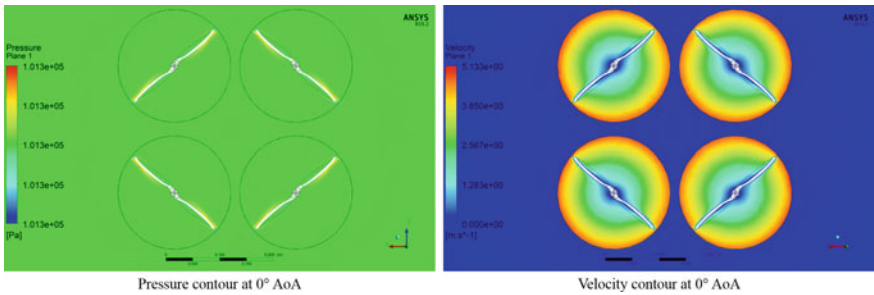 ANSYS
Pressure
Plane 1
1.013e+05
1.013e+05
1.013e+05
1.013e+05
1.013e+05
[Pa]
Pressure contour at 0° AoA
ANSYS
Velocity
Plane 1
5.133e+00
3.850e+00
2.567e+00
1.283e+00
0.000e+00
[m s^-1]
Velocity contour at 0° AoA